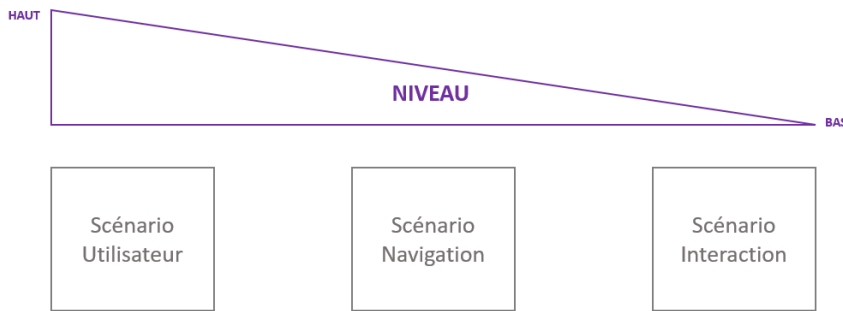 HAUT
NIVEAU
BAS
Scénario
Utilisateur
Scénario
Navigation
Scénario
Interaction